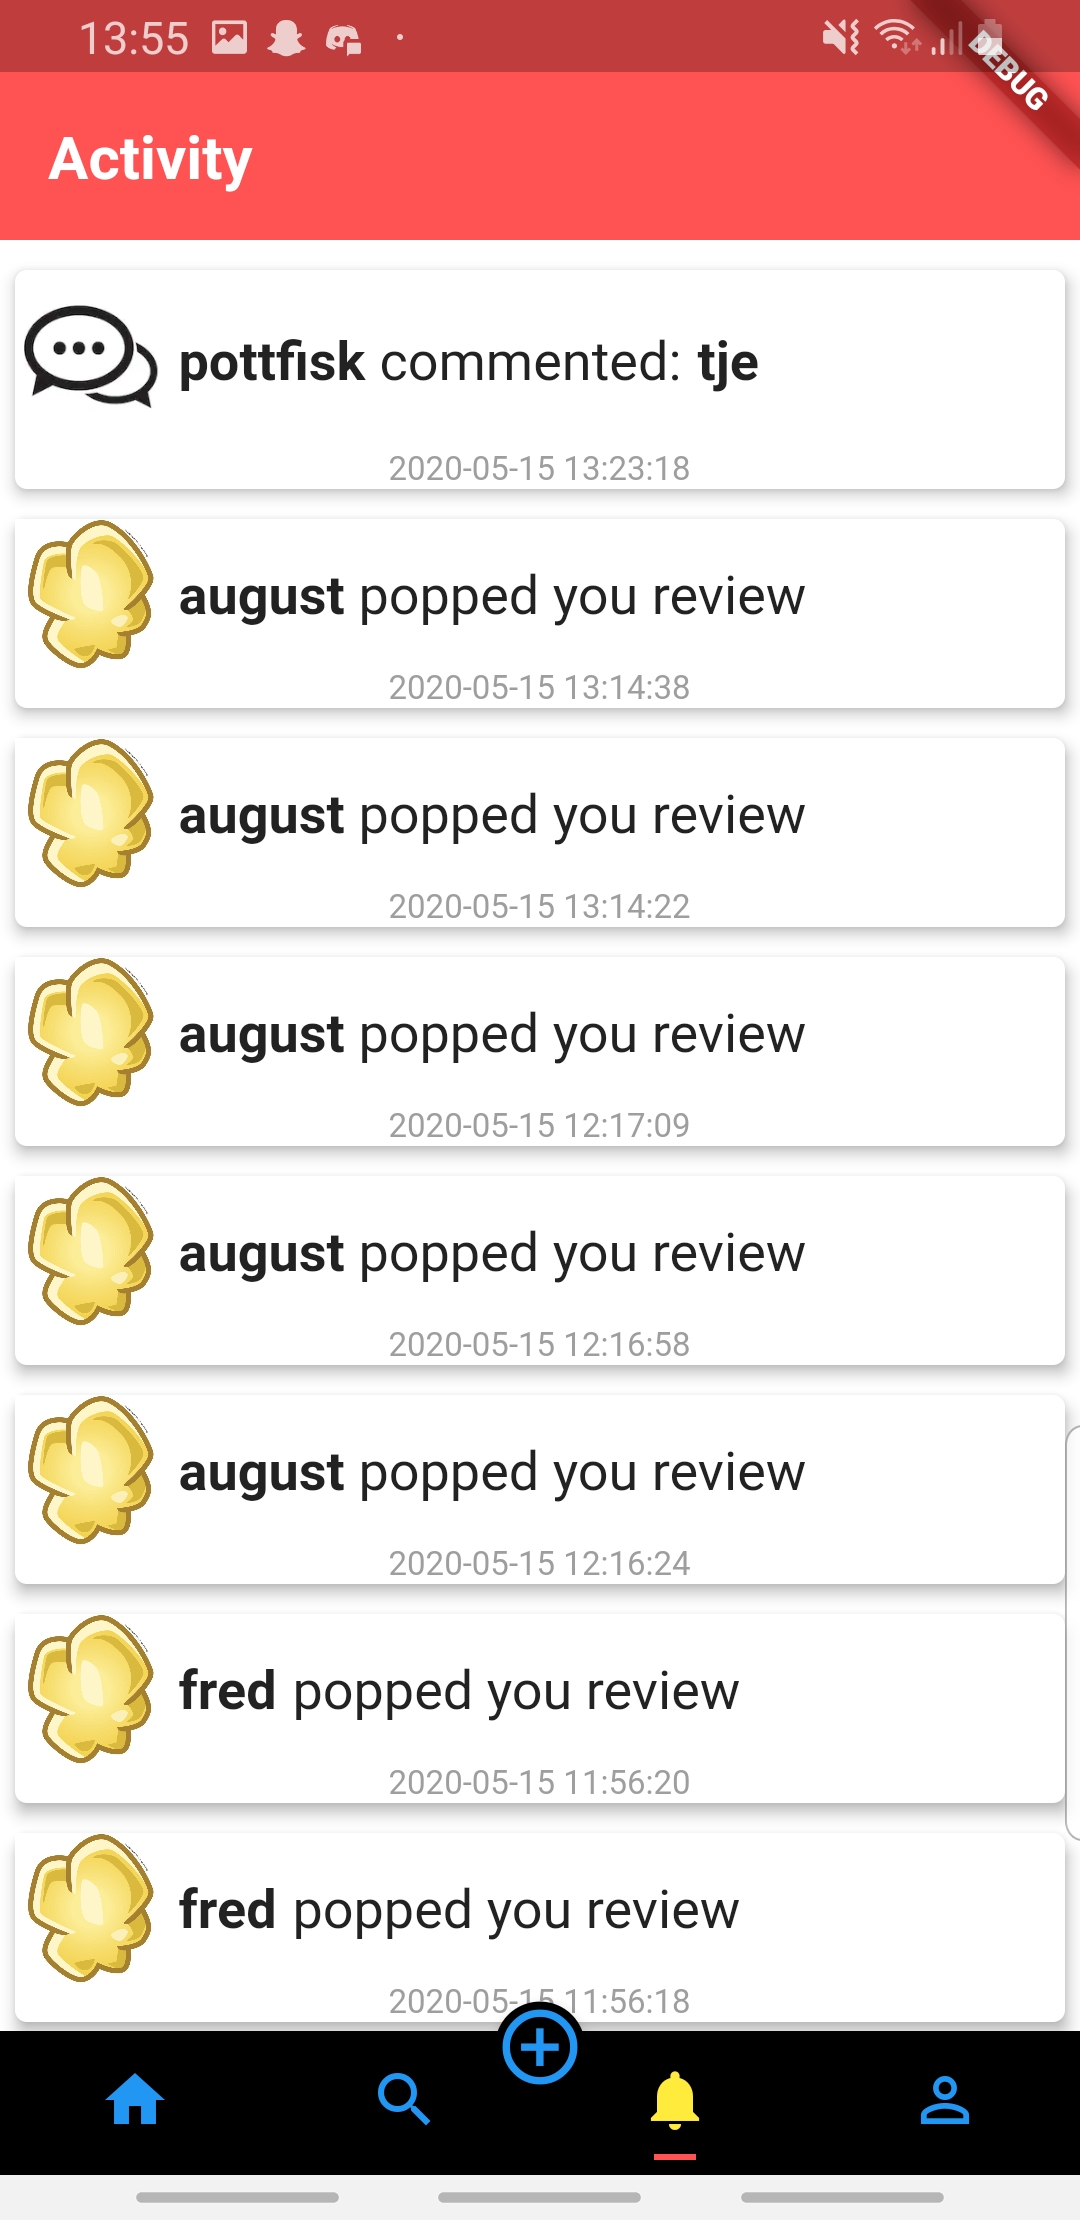 13:55
DEBUG
Activity
pottfisk commented: tje
2020-05-15 13:23:18
august popped you review
2020-05-15 13:14:38
august popped you review
2020-05-15 13:14:22
august popped you review
2020-05-15 12:17:09
august popped you review
2020-05-15 12:16:58
august popped you review
2020-05-15 12:16:24
fred popped you review
2020-05-15 11:56:20
fred popped you review
2020-05-15 11:56:18